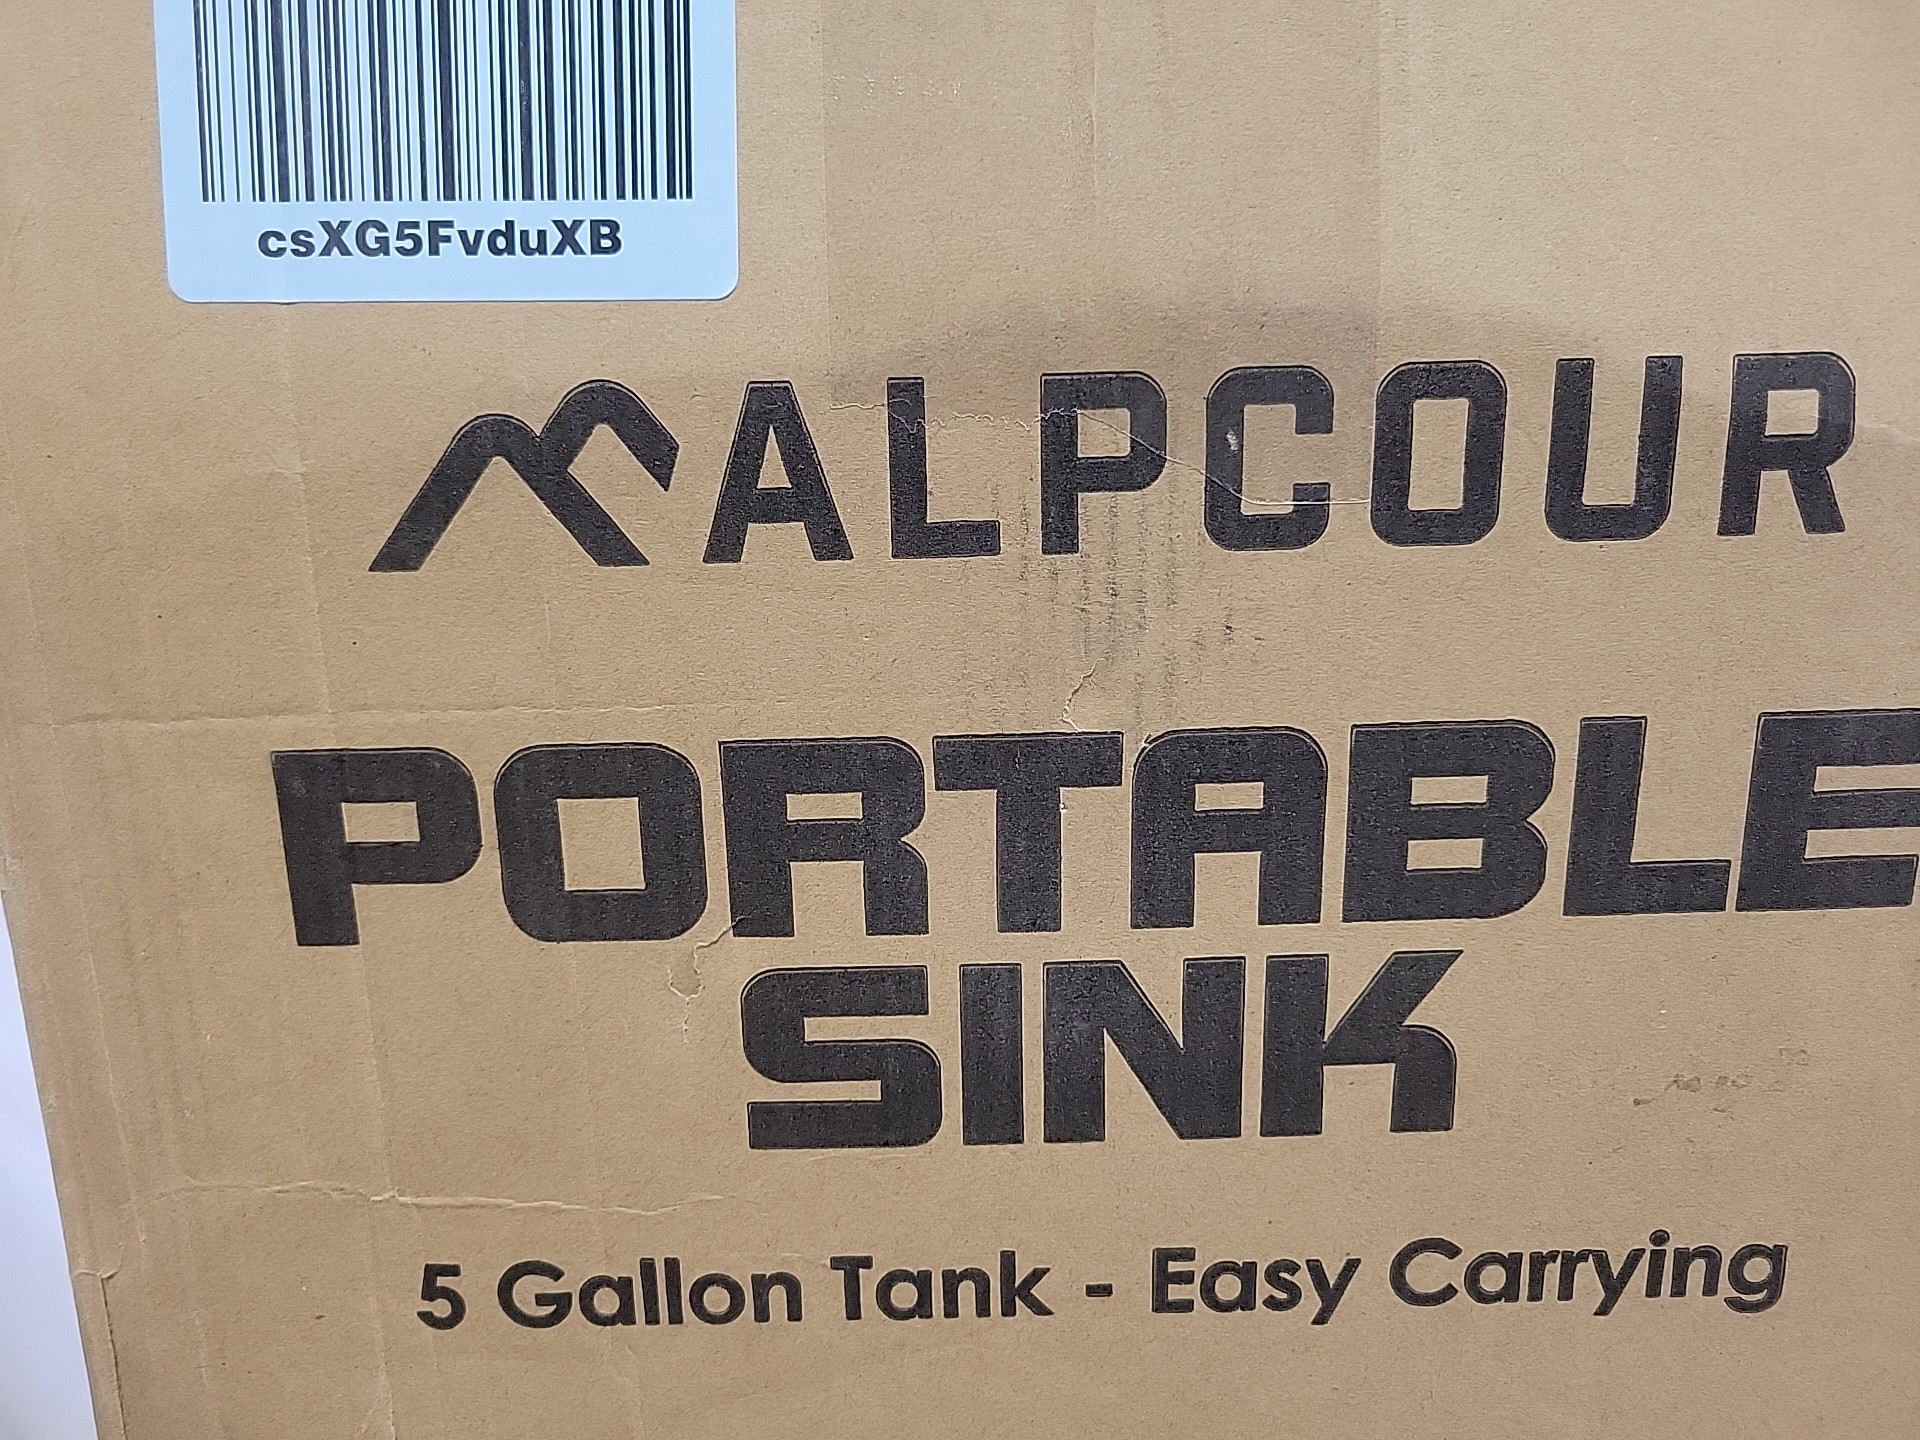 csXG5FvduXB
ALPCOUR
PORTABLE
SINK
5 Gallon Tank - Easy Carrying